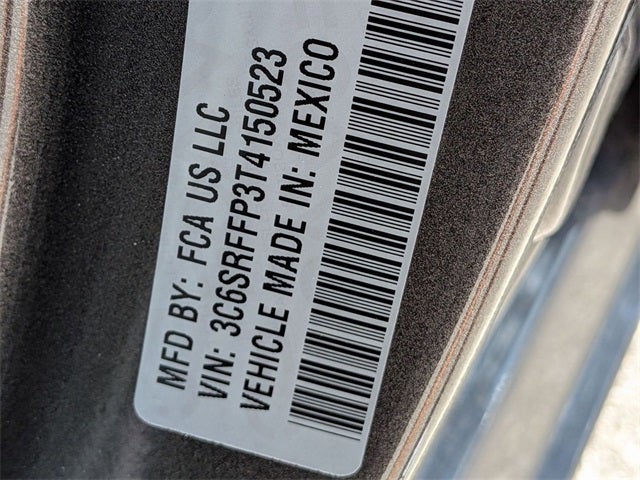 MFD BY: FCA US LLC
VIN: 3C6SRFFP3T4150523
VEHICLE MADE IN: MEXICO